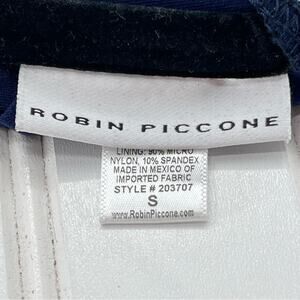 ROBIN PICCONE
LINING: 90% MICRO
NYLON, 10% SPANDEX
MADE IN MEXICO OF
IMPORTED FABRIC
STYLE # 203707
S
www.RobinPiccone.com